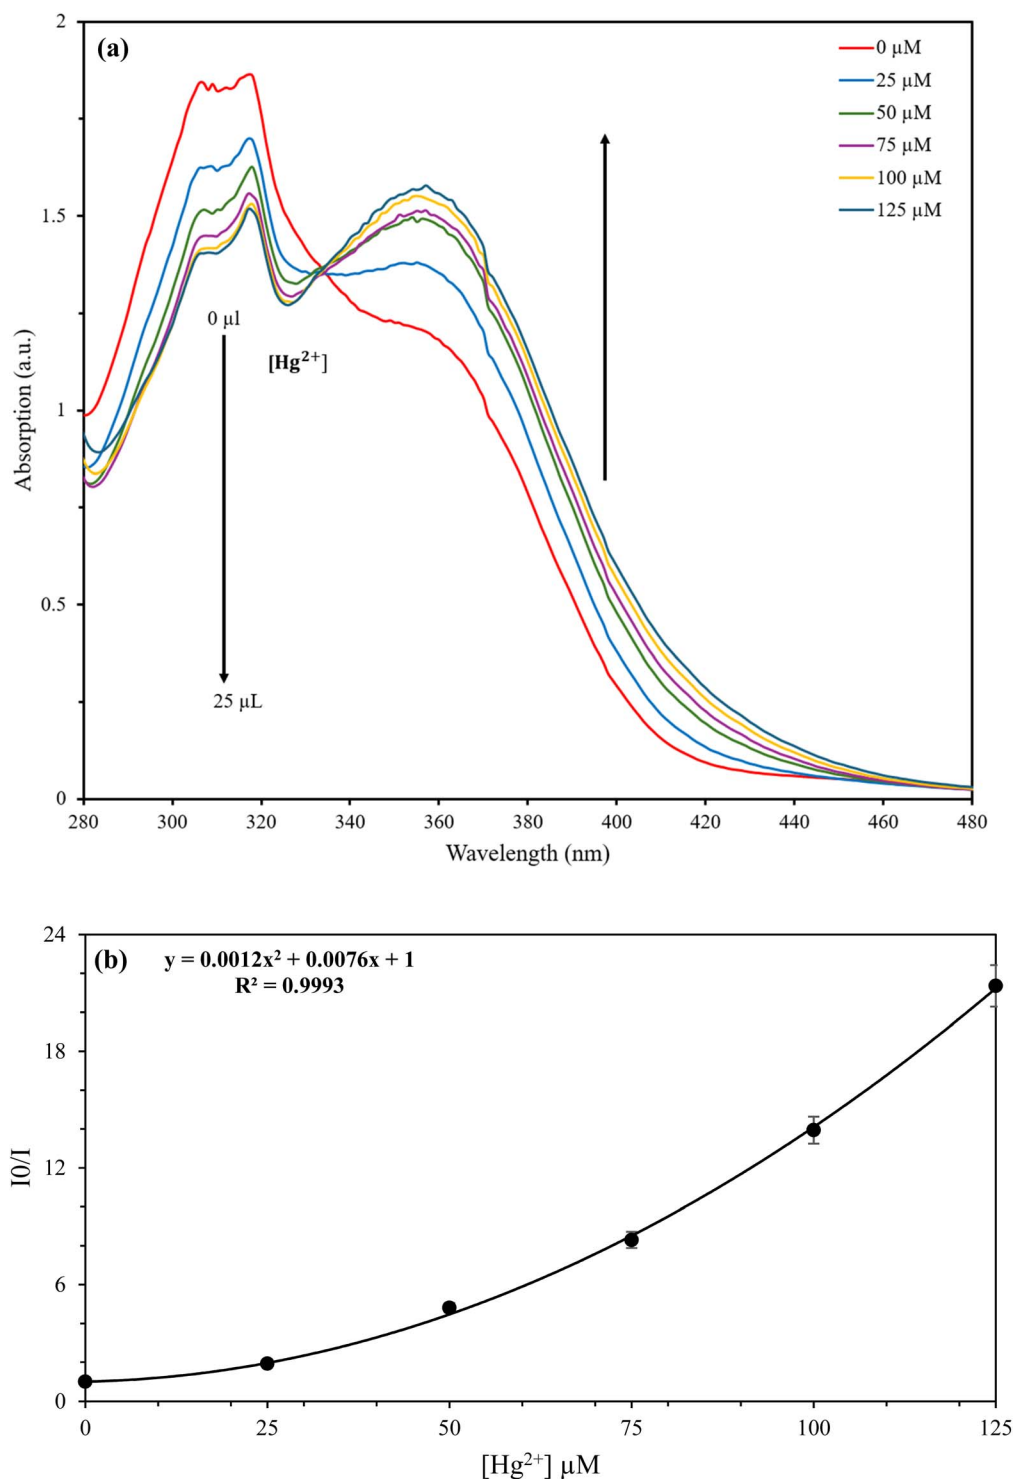 (a)
0 µM
25 µM
50 µM
75 µM
100 µM
125 µM
2
1.5
1
0.5
0
Absorption (a.u.)
0 µl
[Hg²⁺]
25 µL
280 300 320 340 360 380 400 420 440 460 480
Wavelength (nm)
(b)
y = 0.0012x² + 0.0076x + 1
R² = 0.9993
24
18
12
6
0
I0/I
0 25 50 75 100 125
[Hg²⁺] µM